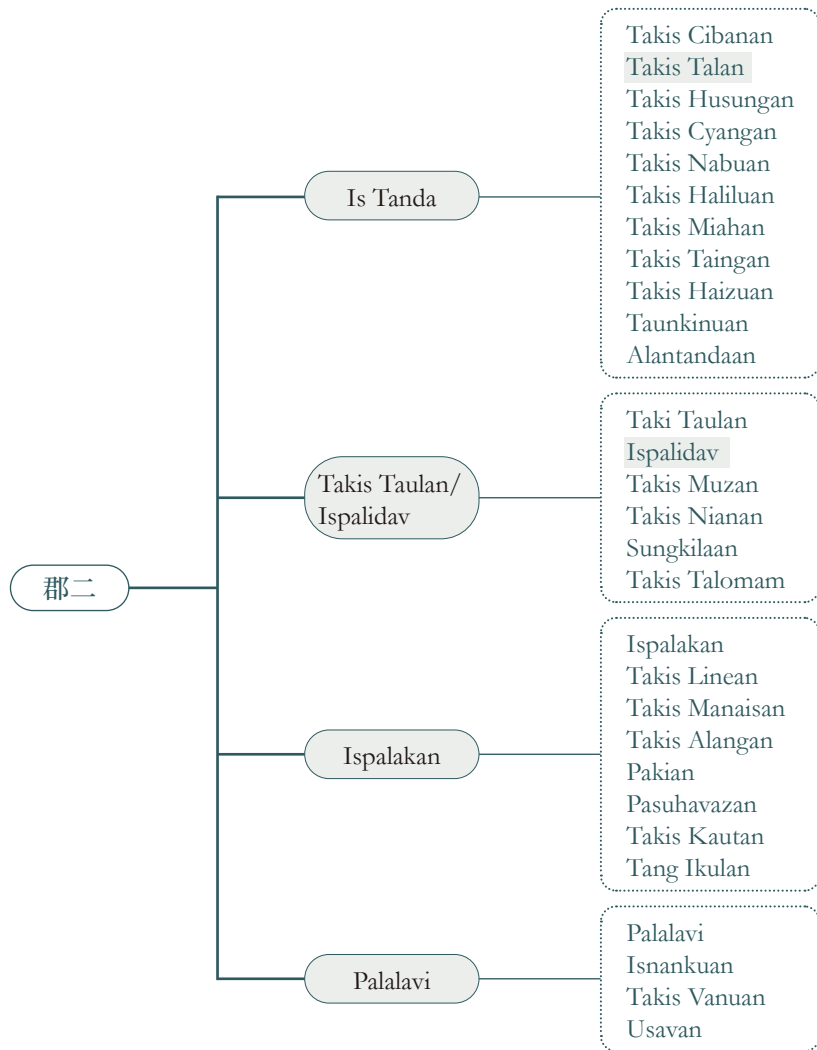 郡二
Is Tanda
Takis Cibanan
Takis Talan
Takis Husungan
Takis Cyangan
Takis Nabuan
Takis Haliluan
Takis Miahan
Takis Taingan
Takis Haizuan
Taunkinuan
Alantandaan
Takis Taulan/
Ispalidav
Taki Taulan
Ispalidav
Takis Muzan
Takis Nianan
Sungkilaan
Takis Talomam
Ispalakan
Ispalakan
Takis Linean
Takis Manaisan
Takis Alangan
Pakian
Pasuhavazan
Takis Kautan
Tang Ikulan
Palalavi
Palalavi
Isnankuan
Takis Vanuan
Usavan